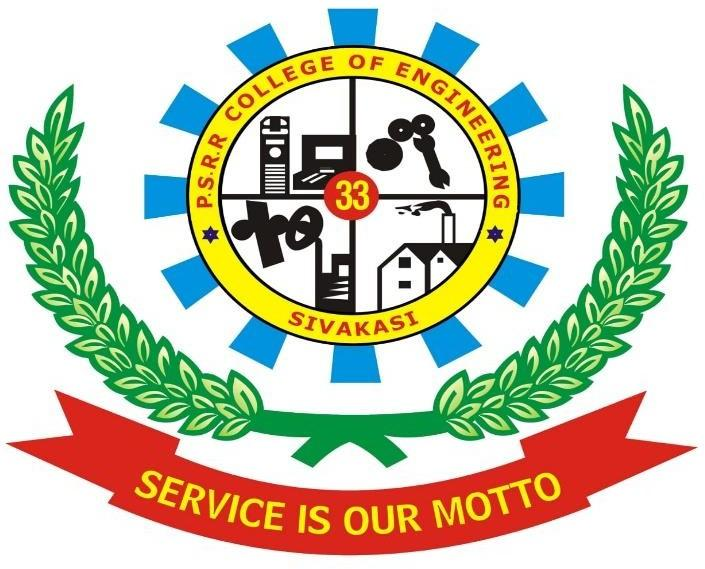 P.S.R.R COLLEGE OF ENGINEERING
33
SIVAKASI
SERVICE IS OUR MOTTO